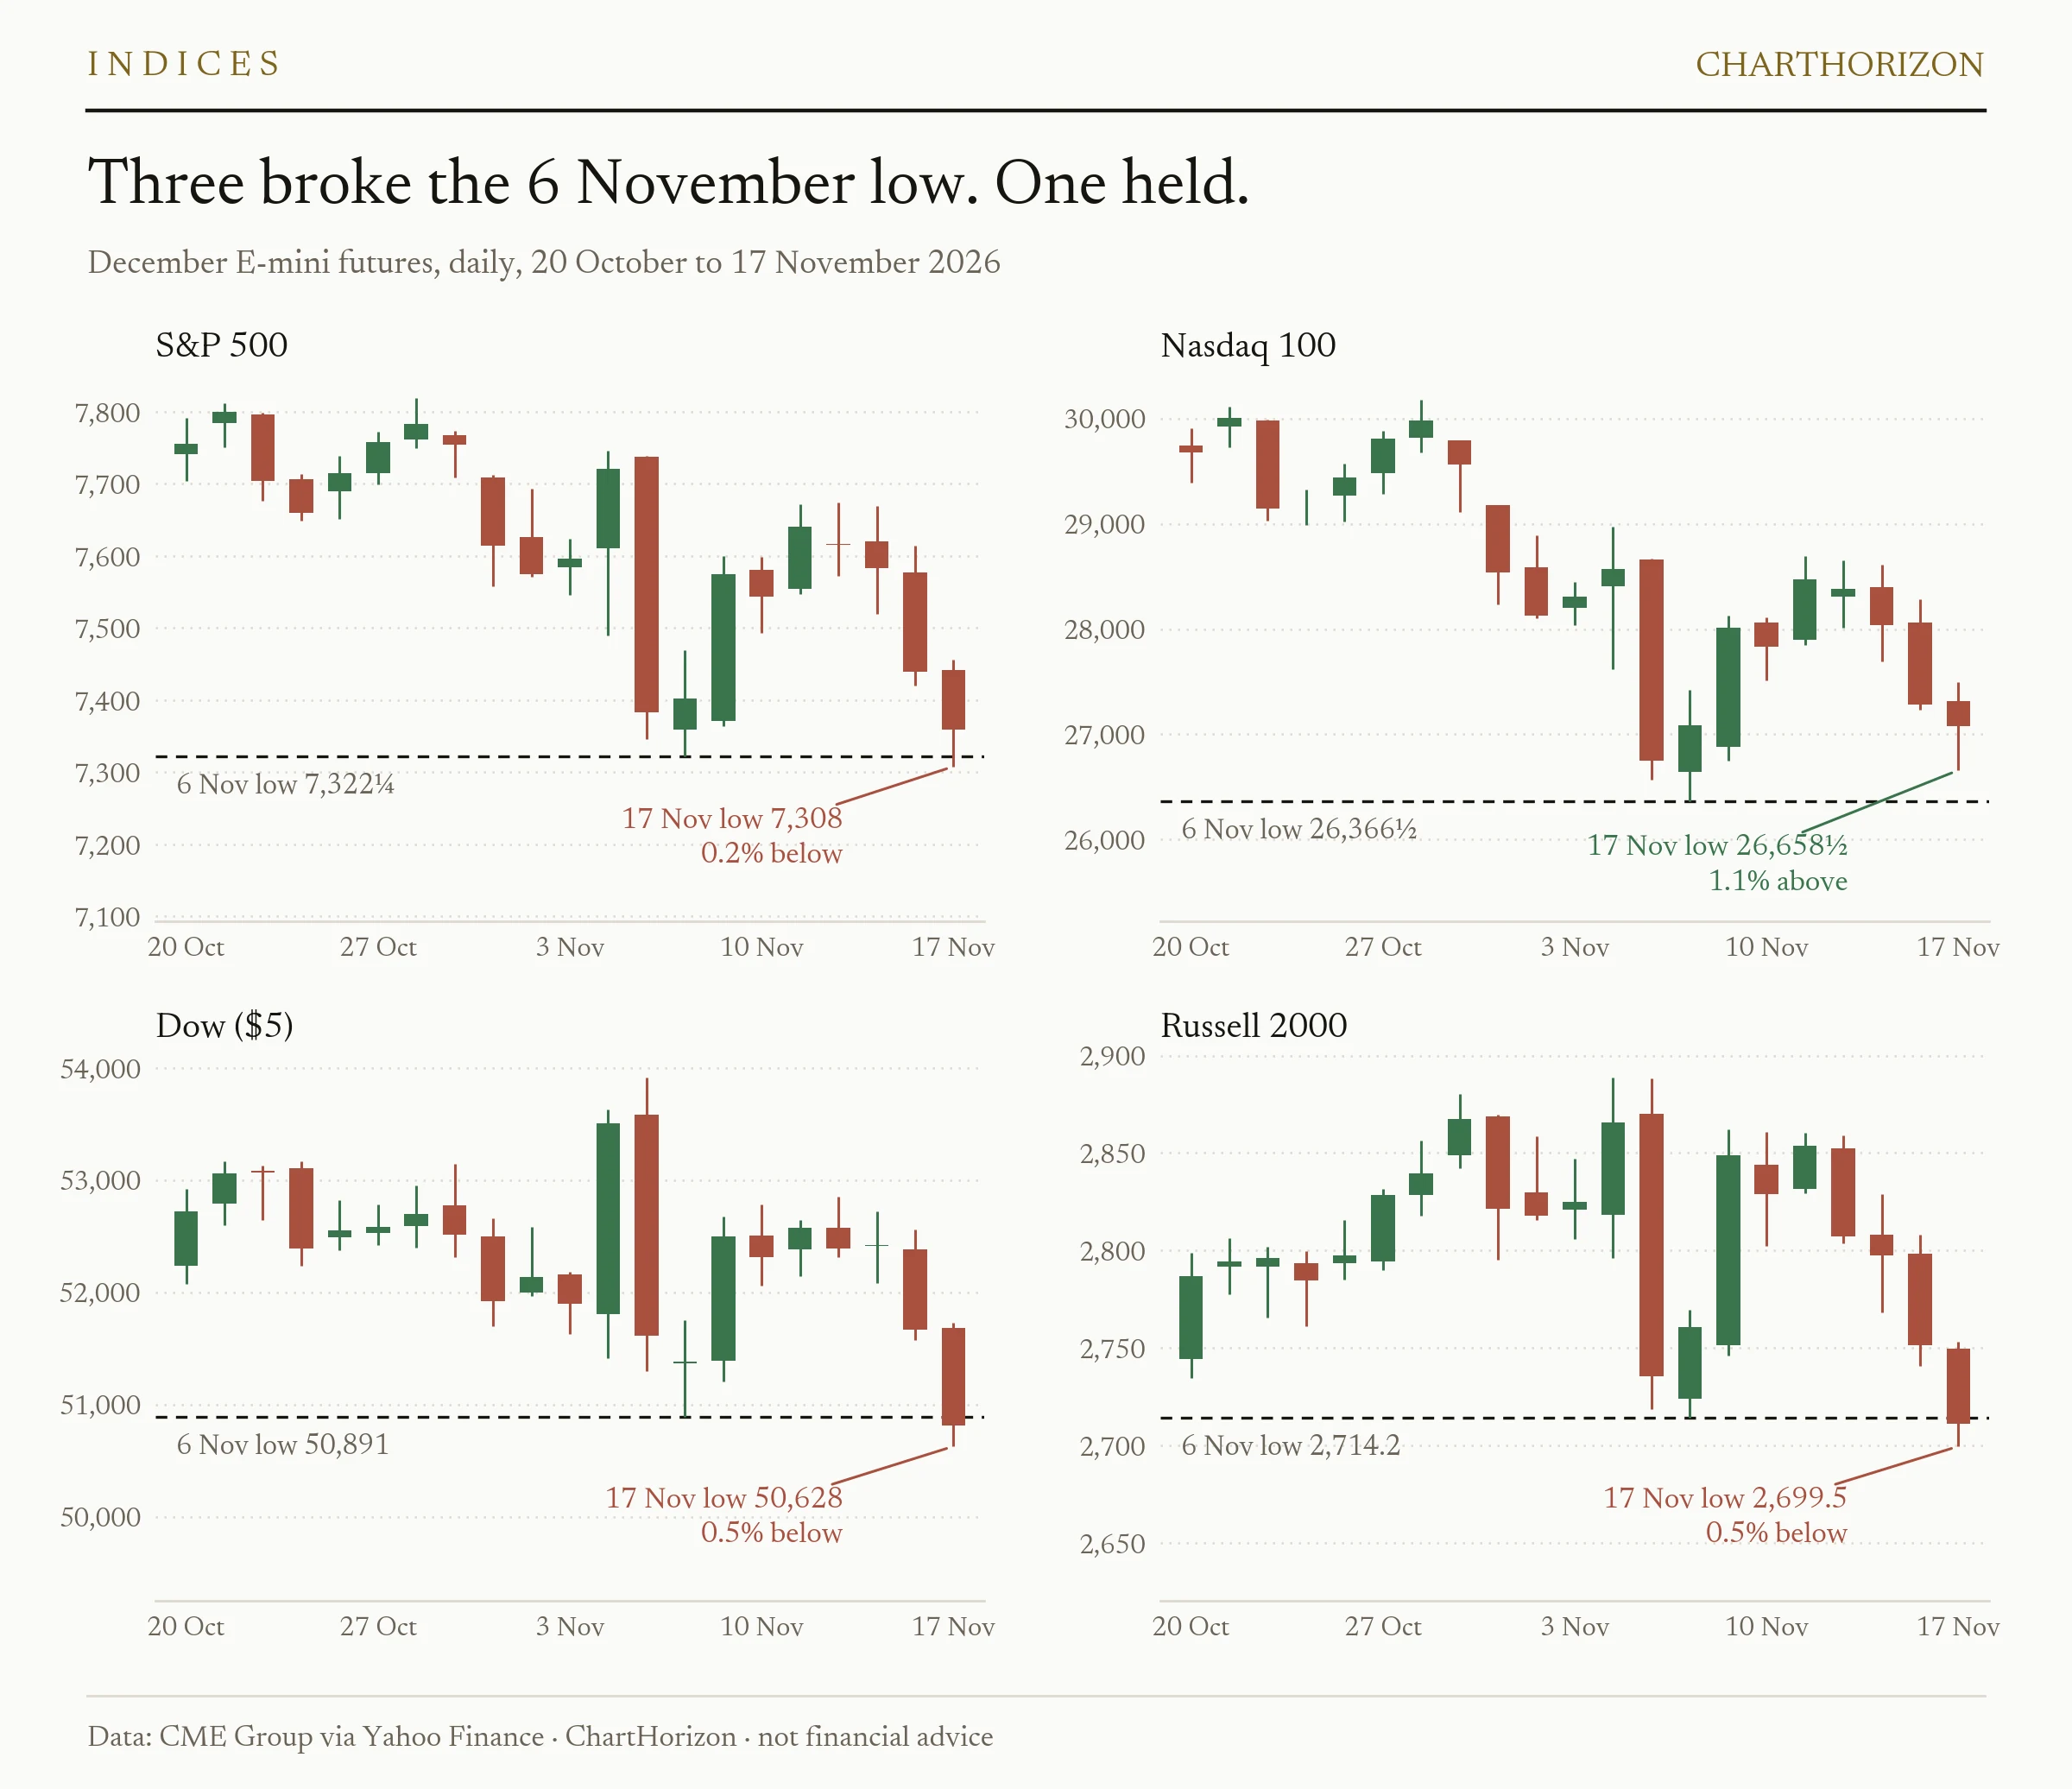 INDICES
CHARTHORIZON
Three broke the 6 November low. One held.
December E-mini futures, daily, 20 October to 17 November 2026
S&P 500
7,800
7,700
7,600
7,500
7,400
7,300
7,200
7,100
6 Nov low 7,322¼
17 Nov low 7,308
0.2% below
20 Oct 27 Oct 3 Nov 10 Nov 17 Nov
Nasdaq 100
30,000
29,000
28,000
27,000
26,000
6 Nov low 26,366½
17 Nov low 26,658½
1.1% above
20 Oct 27 Oct 3 Nov 10 Nov 17 Nov
Dow ($5)
54,000
53,000
52,000
51,000
50,000
6 Nov low 50,891
17 Nov low 50,628
0.5% below
20 Oct 27 Oct 3 Nov 10 Nov 17 Nov
Russell 2000
2,900
2,850
2,800
2,750
2,700
2,650
6 Nov low 2,714.2
17 Nov low 2,699.5
0.5% below
20 Oct 27 Oct 3 Nov 10 Nov 17 Nov
Data: CME Group via Yahoo Finance · ChartHorizon · not financial advice